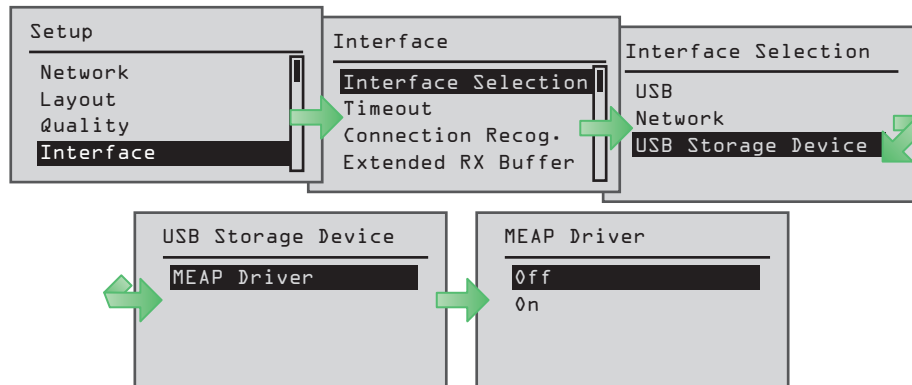 Setup
Network
Layout
Quality
Interface
Interface
Interface Selection
Timeout
Connection Recog.
Extended RX Buffer
Interface Selection
USB
Network
USB Storage Device
USB Storage Device
MEAP Driver
MEAP Driver
Off
On